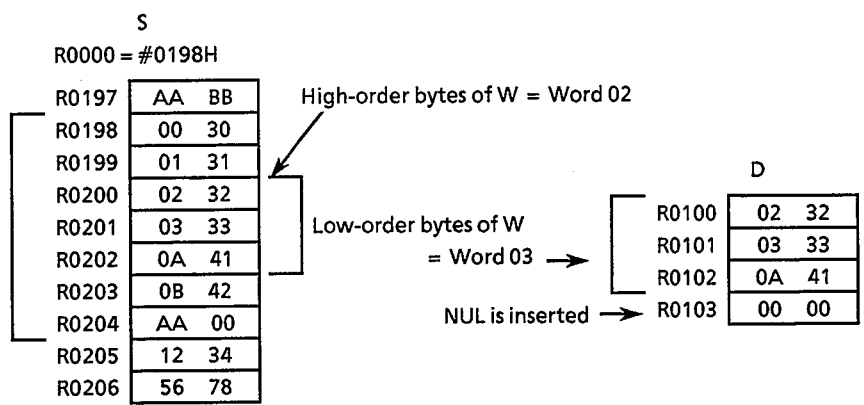 S
R0000 = #0198H
R0197 AA BB
High-order bytes of W = Word 02
R0198 00 30
R0199 01 31
D
R0200 02 32
R0201 03 33
Low-order bytes of W
= Word 03
R0202 0A 41
R0203 0B 42
R0204 AA 00
R0205 12 34
R0206 56 78
R0100 02 32
R0101 03 33
R0102 0A 41
NUL is inserted
R0103 00 00